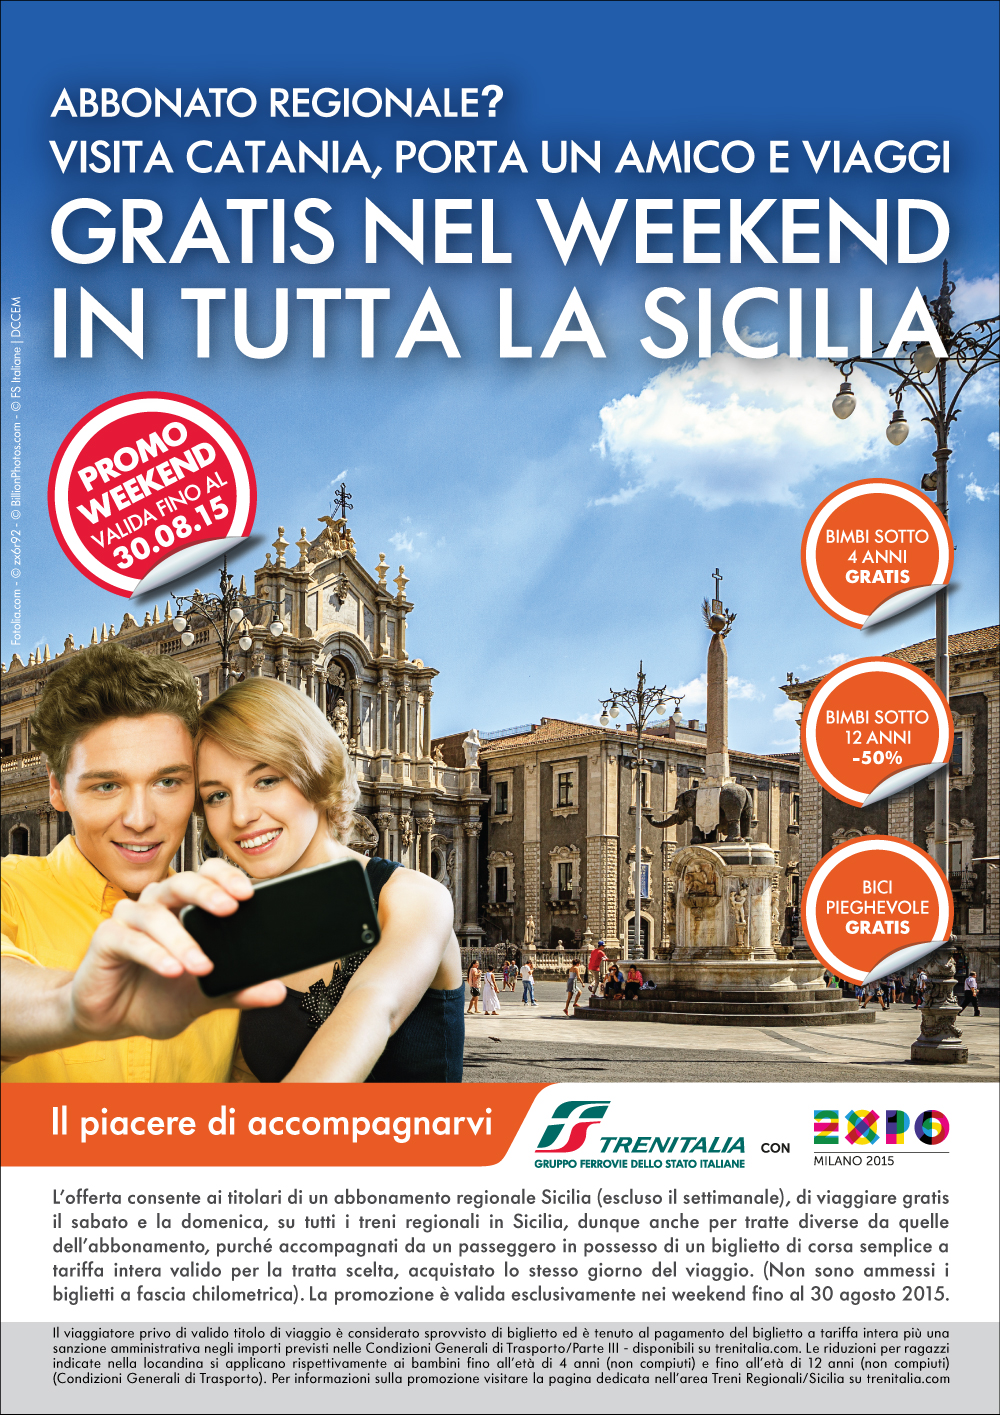 ABBONATO REGIONALE?
VISITA CATANIA, PORTA UN AMICO E VIAGGI
GRATIS NEL WEEKEND
IN TUTTA LA SICILIA
Fotolia.com - © zx6r92 - © BillionPhotos.com - © FS Italiane | DCCEM
PROMO
WEEKEND
VALIDA FINO AL
30.08.15
BIMBI SOTTO
4 ANNI
GRATIS
BIMBI SOTTO
12 ANNI
-50%
BICI
PIEGHEVOLE
GRATIS
Il piacere di accompagnarvi
TRENITALIA
GRUPPO FERROVIE DELLO STATO ITALIANE
CON
EXPO
MILANO 2015
L'offerta consente ai titolari di un abbonamento regionale Sicilia (escluso il settimanale), di viaggiare gratis
il sabato e la domenica, su tutti i treni regionali in Sicilia, dunque anche per tratte diverse da quelle
dell'abbonamento, purché accompagnati da un passeggero in possesso di un biglietto di corsa semplice a
tariffa intera valido per la tratta scelta, acquistato lo stesso giorno del viaggio. (Non sono ammessi i
biglietti a fascia chilometrica). La promozione è valida esclusivamente nei weekend fino al 30 agosto 2015.
Il viaggiatore privo di valido titolo di viaggio è considerato sprovvisto di biglietto ed è tenuto al pagamento del biglietto a tariffa intera più una
sanzione amministrativa negli importi previsti nelle Condizioni Generali di Trasporto/Parte III - disponibili su trenitalia.com. Le riduzioni per ragazzi
indicate nella locandina si applicano rispettivamente ai bambini fino all'età di 4 anni (non compiuti) e fino all'età di 12 anni (non compiuti)
(Condizioni Generali di Trasporto). Per informazioni sulla promozione visitare la pagina dedicata nell'area Treni Regionali/Sicilia su trenitalia.com